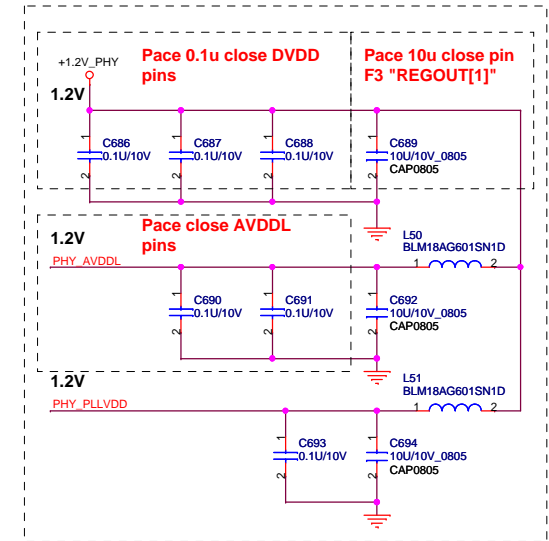 +1.2V_PHY
Pace 0.1u close DVDD
pins
Pace 10u close pin
F3 "REGOUT[1]"
1.2V
1
2
C686
0.1U/10V
1
2
C687
0.1U/10V
1
2
C688
0.1U/10V
1
2
C689
10U/10V_0805
CAP0805
Pace close AVDDL
pins
1.2V
PHY_AVDDL
L50
BLM18AG601SN1D
1
2
1
2
C690
0.1U/10V
1
2
C691
0.1U/10V
1
2
C692
10U/10V_0805
CAP0805
1.2V
PHY_PLLVDD
L51
BLM18AG601SN1D
1
2
1
2
C693
0.1U/10V
1
2
C694
10U/10V_0805
CAP0805